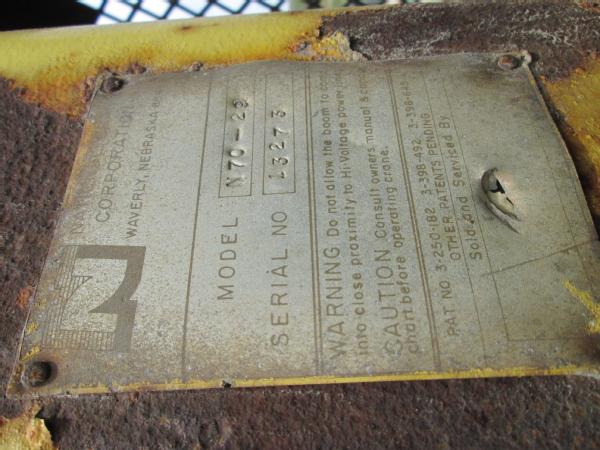 CORPORATION
WAVERLY, NEBRASKA
MODEL N70-25
SERIAL NO 13273
WARNING Do not allow the boom to
into close proximity to Hi-Voltage power
CAUTION Consult owners manual &
chart before operating crane.
PAT NO 3-250-182 3-398-492
OTHER PATENTS PENDING
Sold and Serviced By